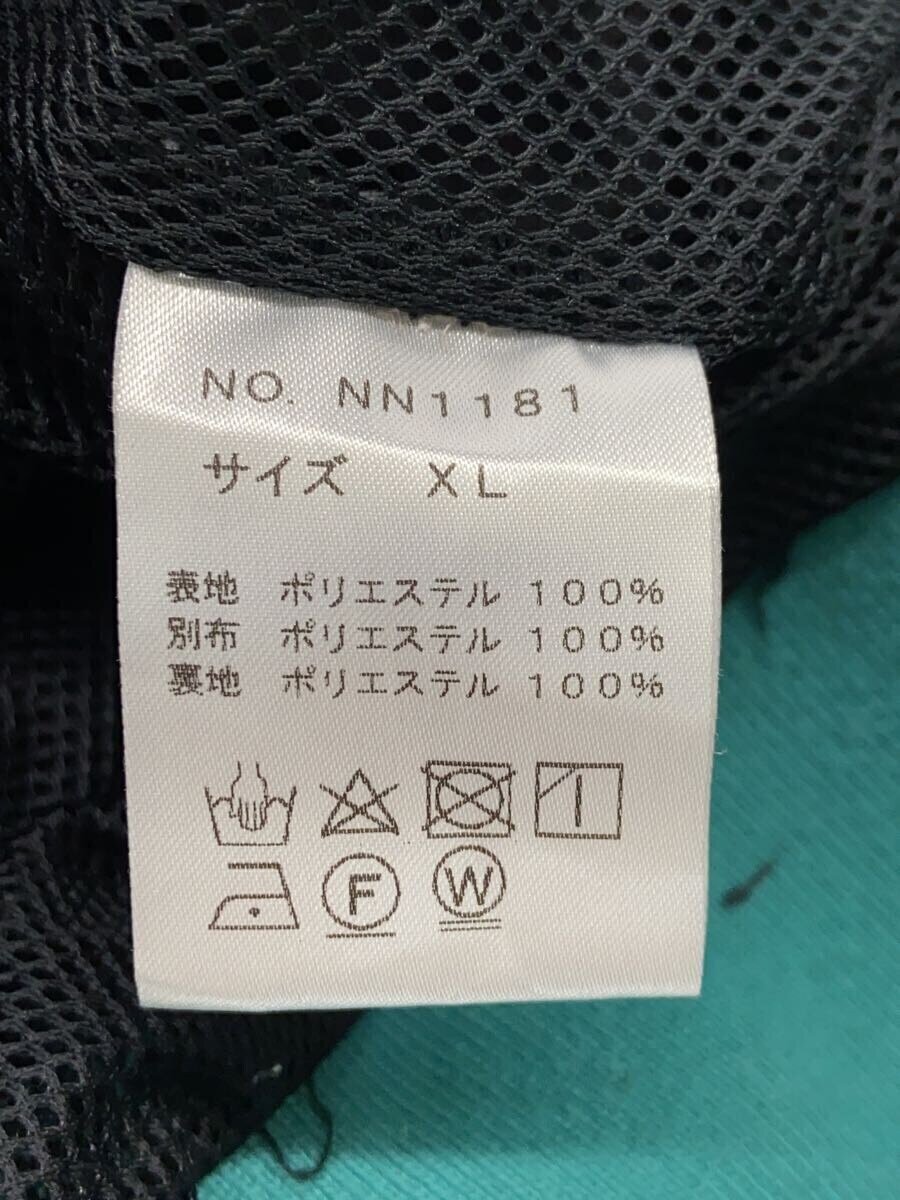 NO. NN1181
サイズ XL
表地 ポリエステル 100%
別布 ポリエステル 100%
裏地 ポリエステル 100%
F W